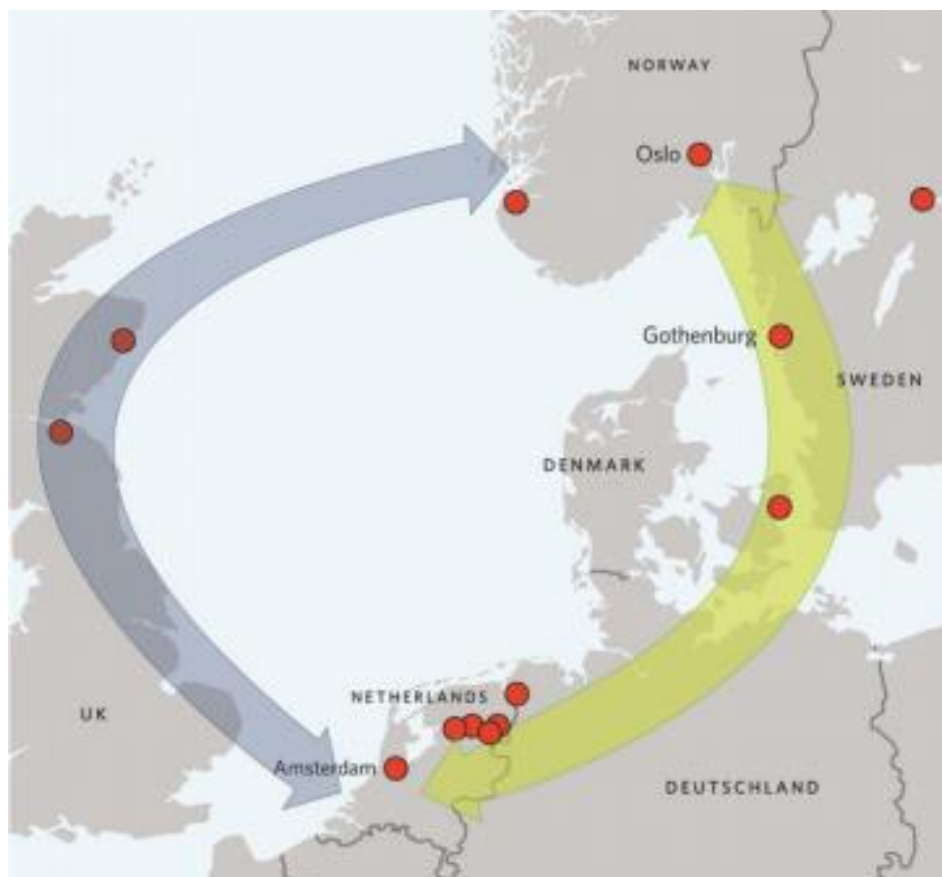 NORWAY
Oslo
Gothenburg
SWEDEN
DENMARK
NETHERLANDS
UK
Amsterdam
DEUTSCHLAND